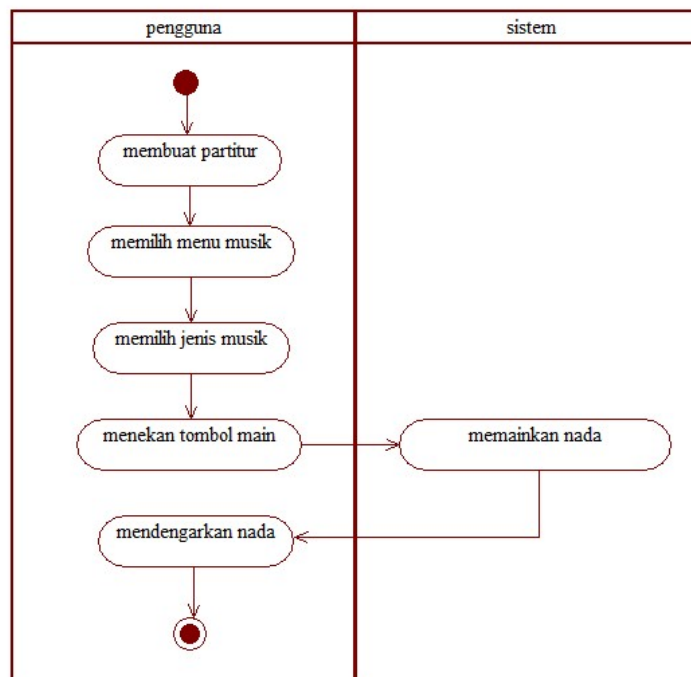 pengguna
sistem
membuat partitur
memilih menu musik
memilih jenis musik
menekan tombol main
memainkan nada
mendengarkan nada